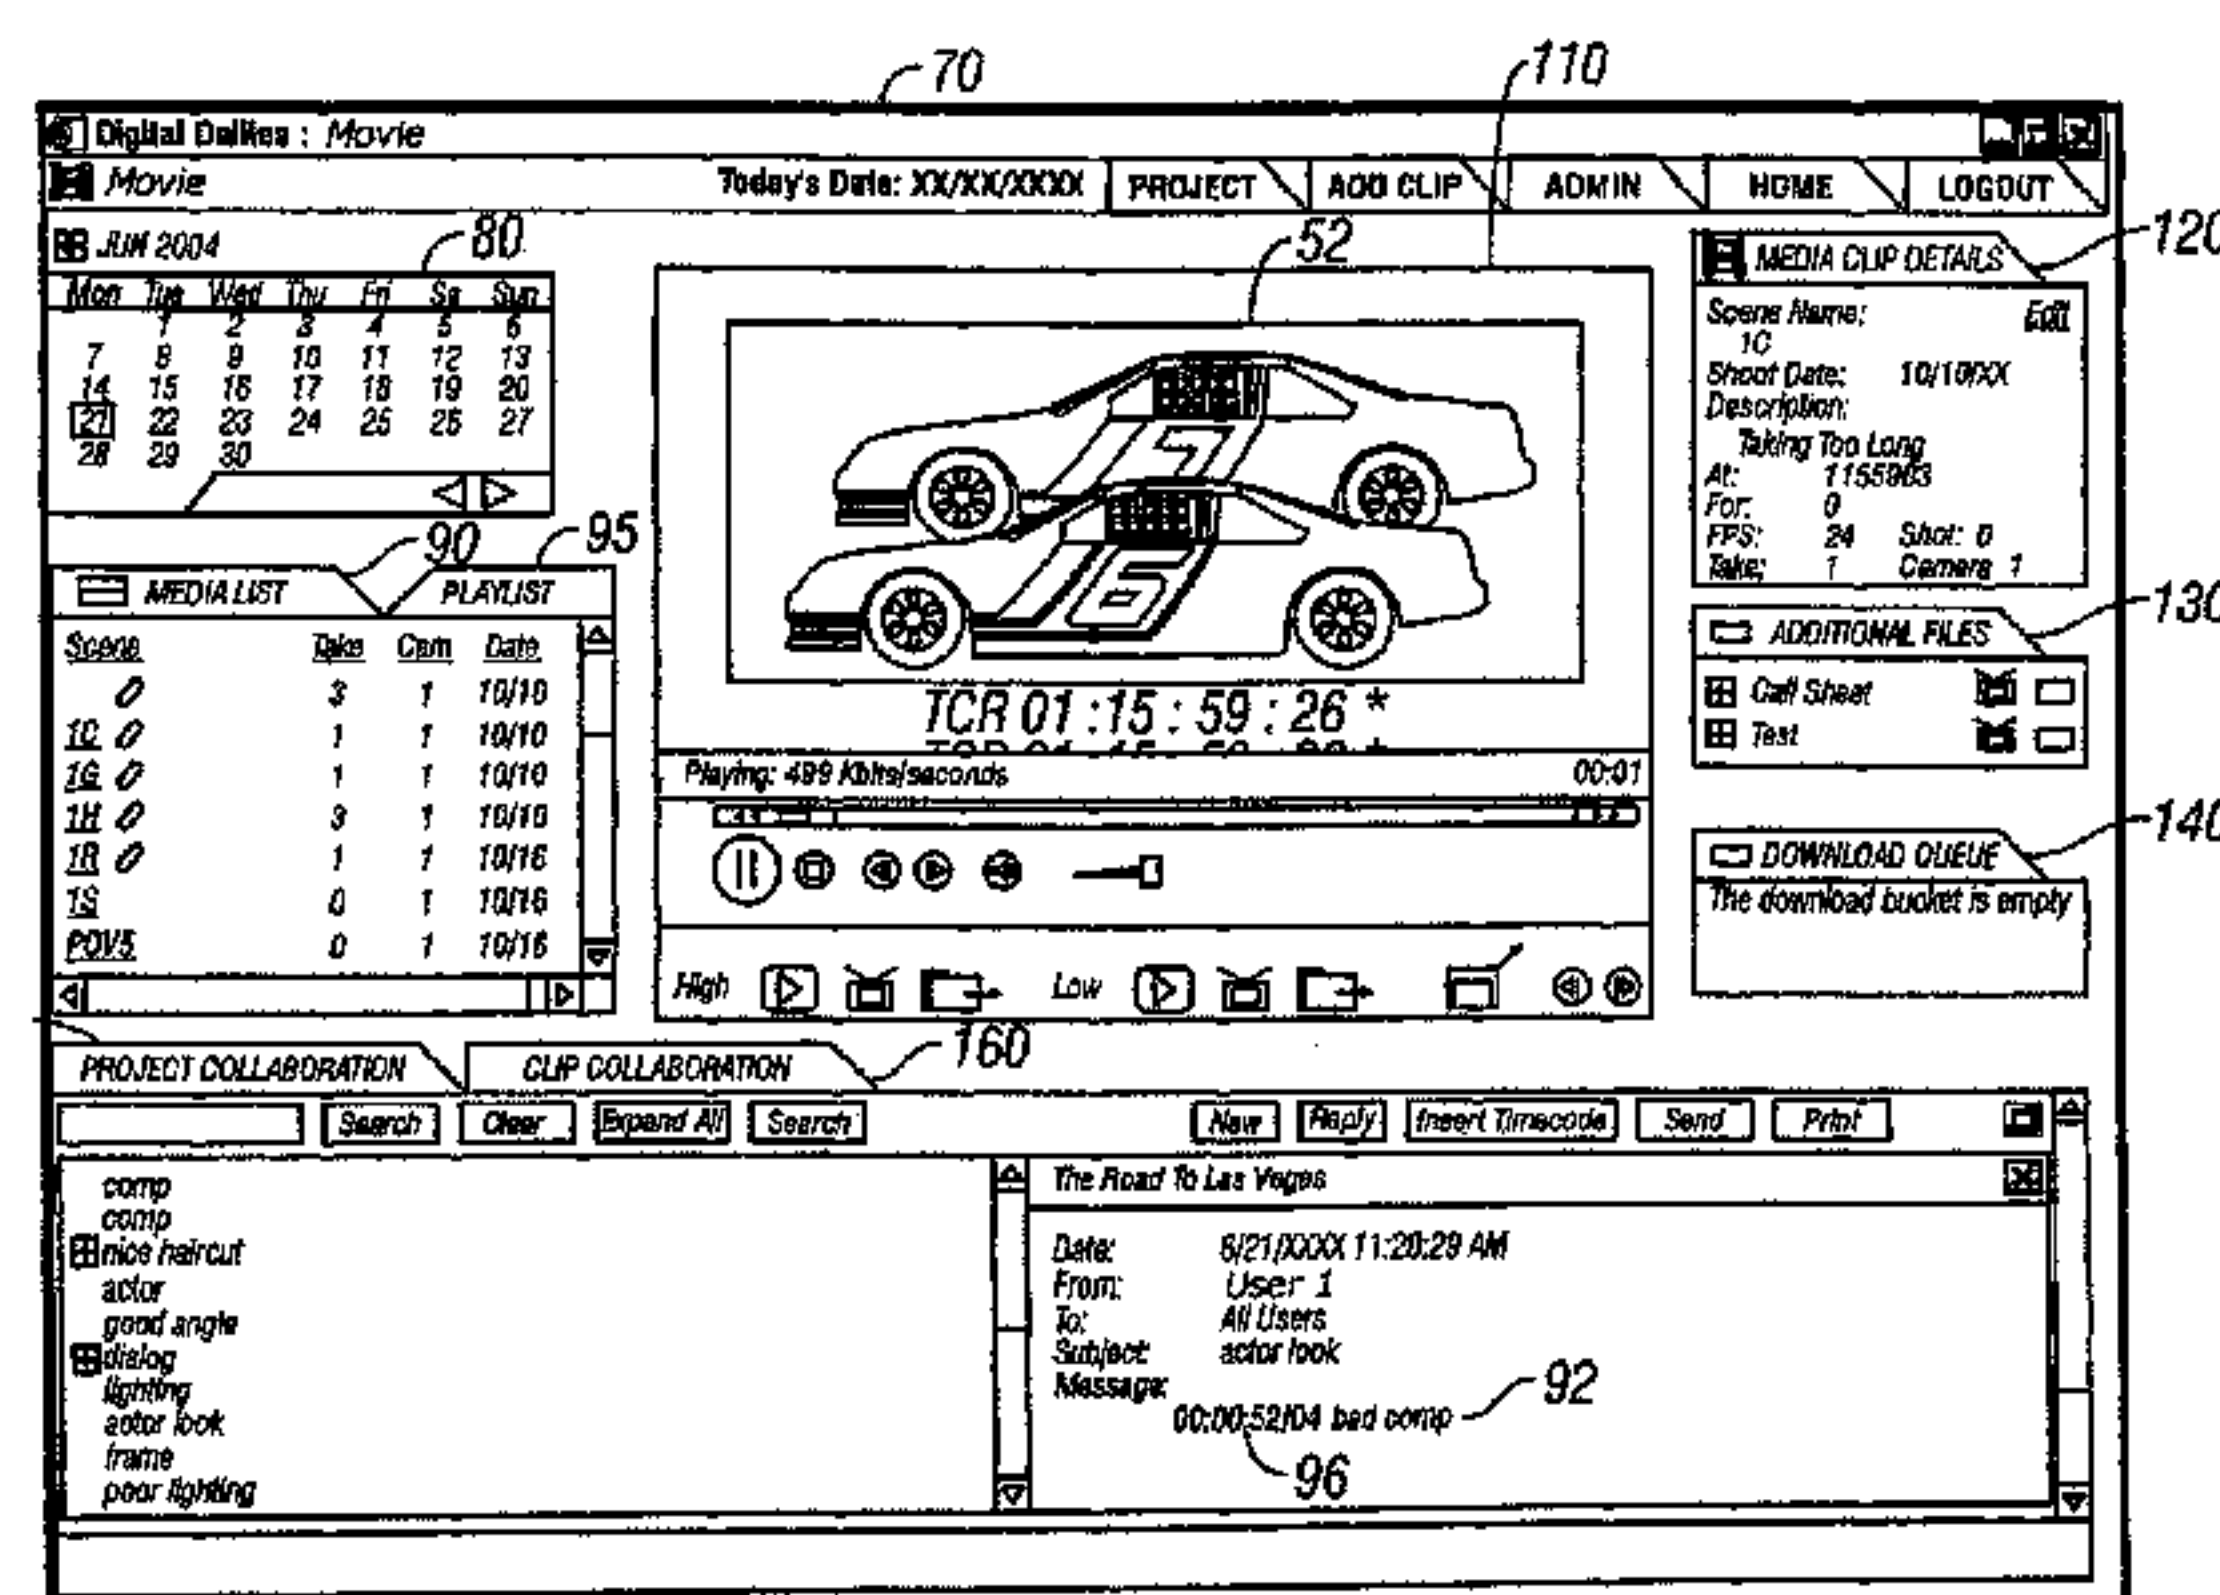 70
110
Digital Dailies : Movie
Movie Today's Date: XX/XX/XXXX PROJECT ADD CLIP ADMIN HOME LOGOUT
JUN 2004
80
Mon Tue Wed Thu Fri Sa Sun
1 2 3 4 5 6
7 8 9 10 11 12 13
14 15 16 17 18 19 20
21 22 23 24 25 26 27
28 29 30
90
95
MEDIA LIST PLAYLIST
Scene Take Cam Date
3 1 10/10
1C 1 1 10/10
1G 1 1 10/10
1H 3 1 10/10
1R 1 1 10/16
1S 0 1 10/16
POV5 0 1 10/16
52
7
6
TCR 01:15:59:26 *
Playing: 499 Kbits/seconds 00:01
High Low
120
MEDIA CLIP DETAILS
Scene Name: Edit
1C
Shoot Date: 10/10/XX
Description:
Taking Too Long
At: 1155903
For: 0
FPS: 24 Shot: 0
Take: 1 Camera 1
130
ADDITIONAL FILES
Call Sheet
Test
140
DOWNLOAD QUEUE
The download bucket is empty
160
PROJECT COLLABORATION CLIP COLLABORATION
Search Clear Expand All Search New Reply Insert Timecode Send Print
comp
comp
nice haircut
actor
good angle
dialog
lighting
actor look
frame
poor lighting
The Road To Las Vegas
Date: 6/21/XXXX 11:20:29 AM
From: User 1
To: All Users
Subject: actor look
Message:
00:00:52/04 bad comp
92
96